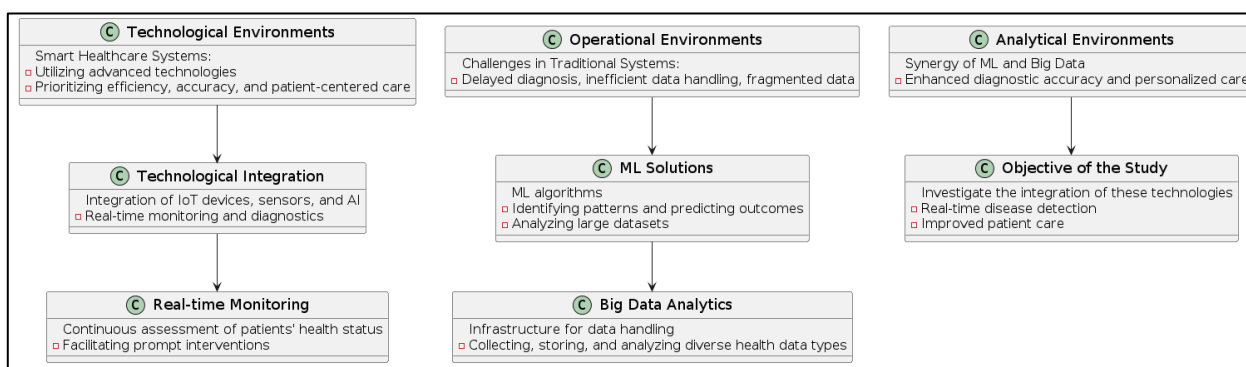 C Technological Environments
Smart Healthcare Systems:
Utilizing advanced technologies
Prioritizing efficiency, accuracy, and patient-centered care
C Operational Environments
Challenges in Traditional Systems:
Delayed diagnosis, inefficient data handling, fragmented data
C Analytical Environments
Synergy of ML and Big Data
Enhanced diagnostic accuracy and personalized care
C Technological Integration
Integration of IoT devices, sensors, and AI
Real-time monitoring and diagnostics
C ML Solutions
ML algorithms
Identifying patterns and predicting outcomes
Analyzing large datasets
C Objective of the Study
Investigate the integration of these technologies
Real-time disease detection
Improved patient care
C Real-time Monitoring
Continuous assessment of patients' health status
Facilitating prompt interventions
C Big Data Analytics
Infrastructure for data handling
Collecting, storing, and analyzing diverse health data types